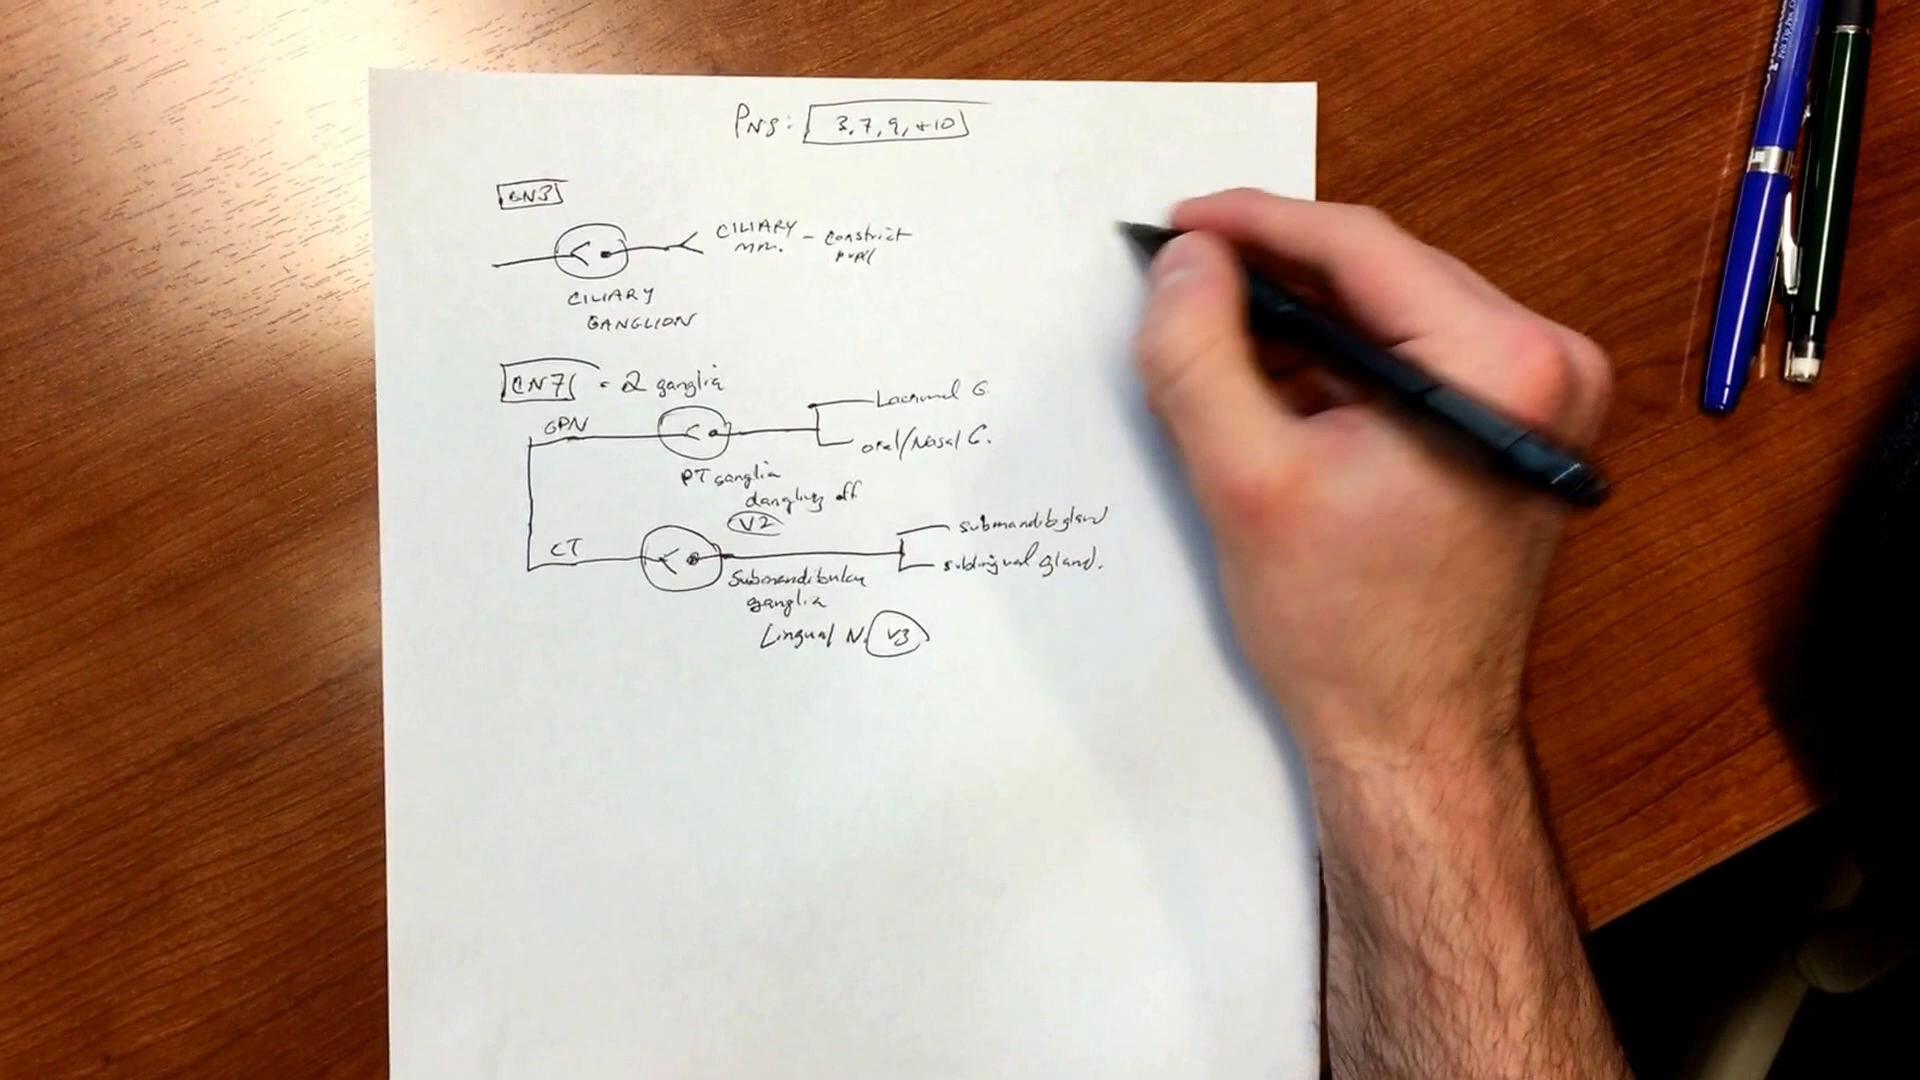 PNS: 3, 7, 9, +10
CN3
CILIARY
mm. - constrict
pupil
CILIARY
GANGLION
CN7 = 2 ganglia
GPN
Lacrimal G.
oral/Nasal G.
PT ganglia
dangling off
V2
CT
submandib gland
sublingual gland.
Submandibular
ganglia
Lingual N. V3